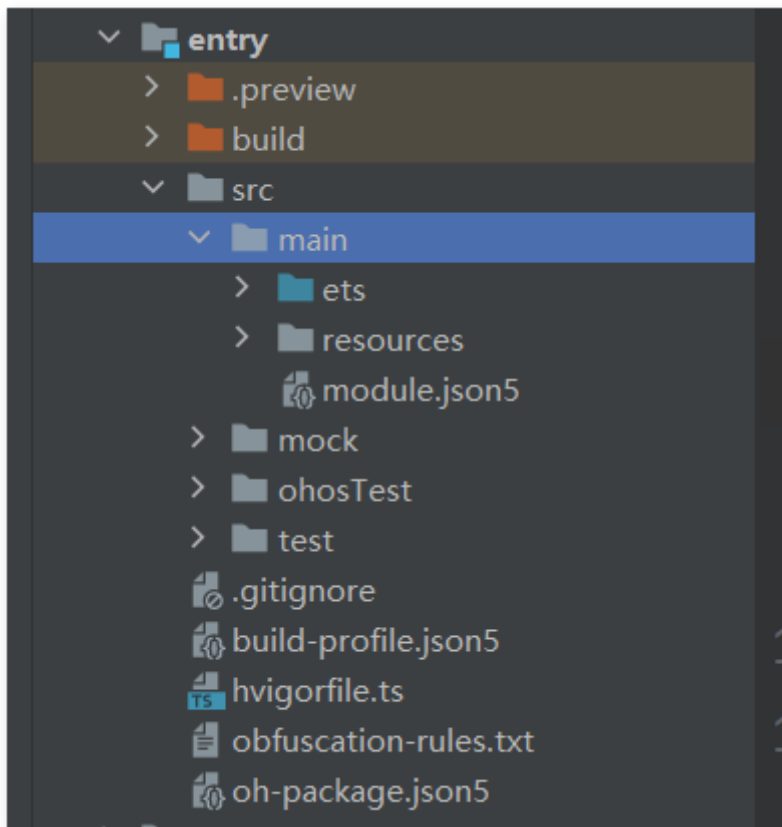 entry
.preview
build
src
main
ets
resources
module.json5
mock
ohosTest
test
.gitignore
build-profile.json5
TS hvigorfile.ts
obfuscation-rules.txt
oh-package.json5